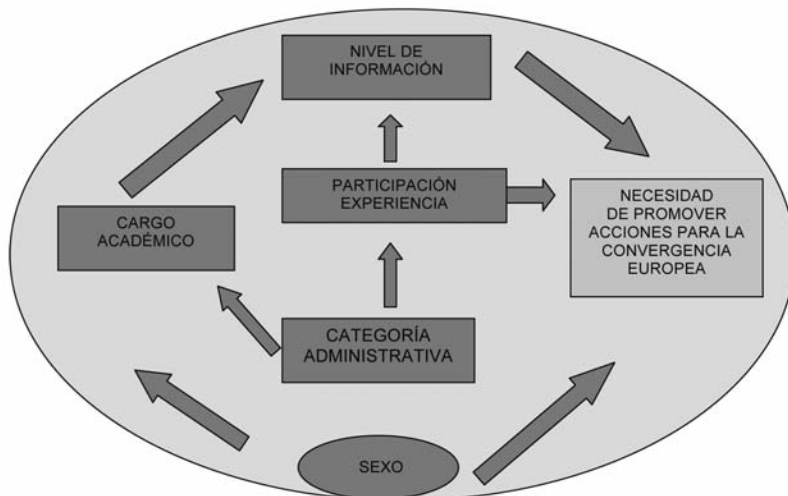 NIVEL DE
INFORMACIÓN
PARTICIPACIÓN
EXPERIENCIA
NECESIDAD
DE PROMOVER
ACCIONES PARA LA
CONVERGENCIA
EUROPEA
CARGO
ACADÉMICO
CATEGORÍA
ADMINISTRATIVA
SEXO